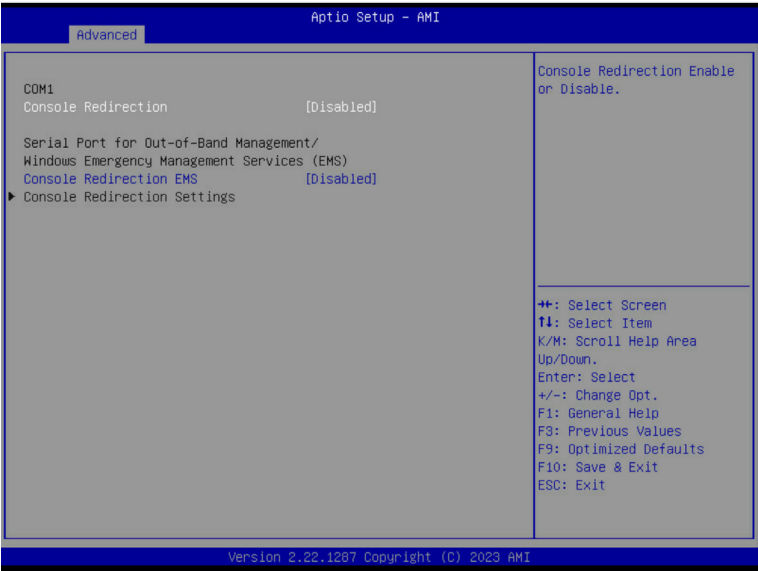 Aptio Setup – AMI
Advanced
COM1
Console Redirection [Disabled]
Serial Port for Out-of-Band Management/
Windows Emergency Management Services (EMS)
Console Redirection EMS [Disabled]
Console Redirection Settings
Console Redirection Enable
or Disable.
→←: Select Screen
↑↓: Select Item
K/M: Scroll Help Area
Up/Down.
Enter: Select
+/-: Change Opt.
F1: General Help
F3: Previous Values
F9: Optimized Defaults
F10: Save & Exit
ESC: Exit
Version 2.22.1287 Copyright (C) 2023 AMI